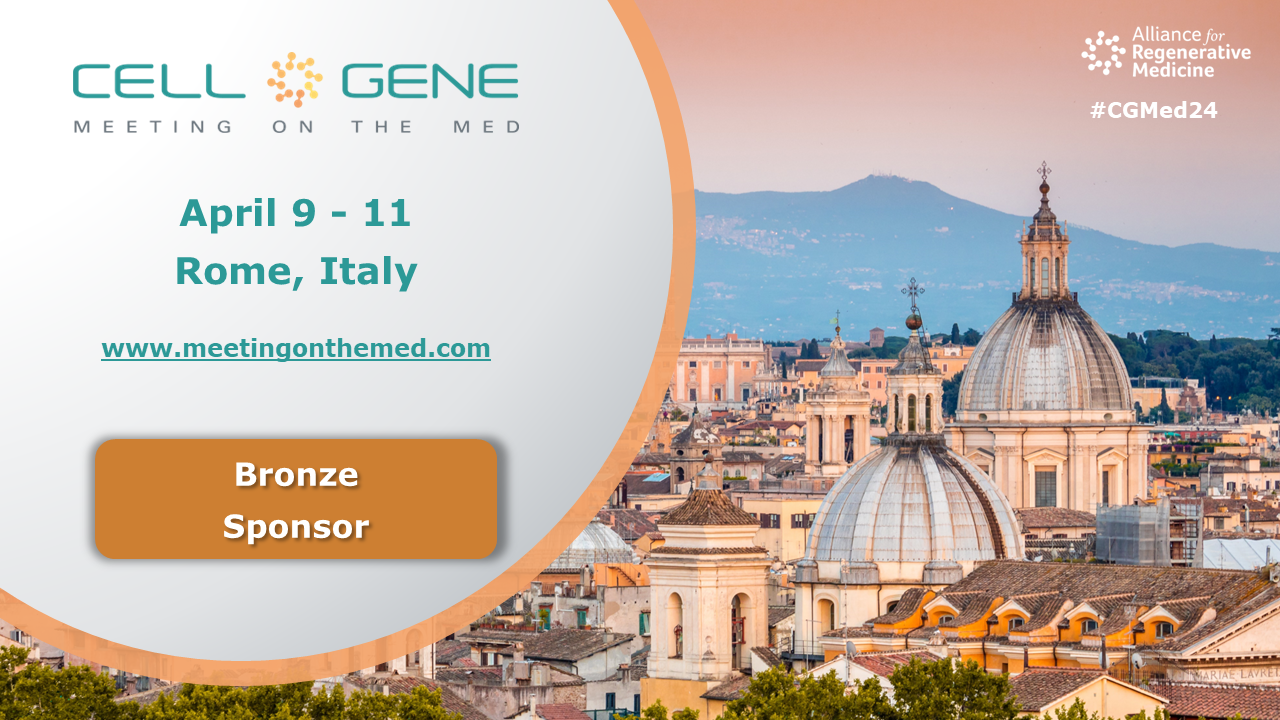 CELL GENE
MEETING ON THE MED
April 9 - 11
Rome, Italy
www.meetingonthemed.com
Bronze
Sponsor
Alliance for
Regenerative
Medicine
#CGMed24
MARIAE